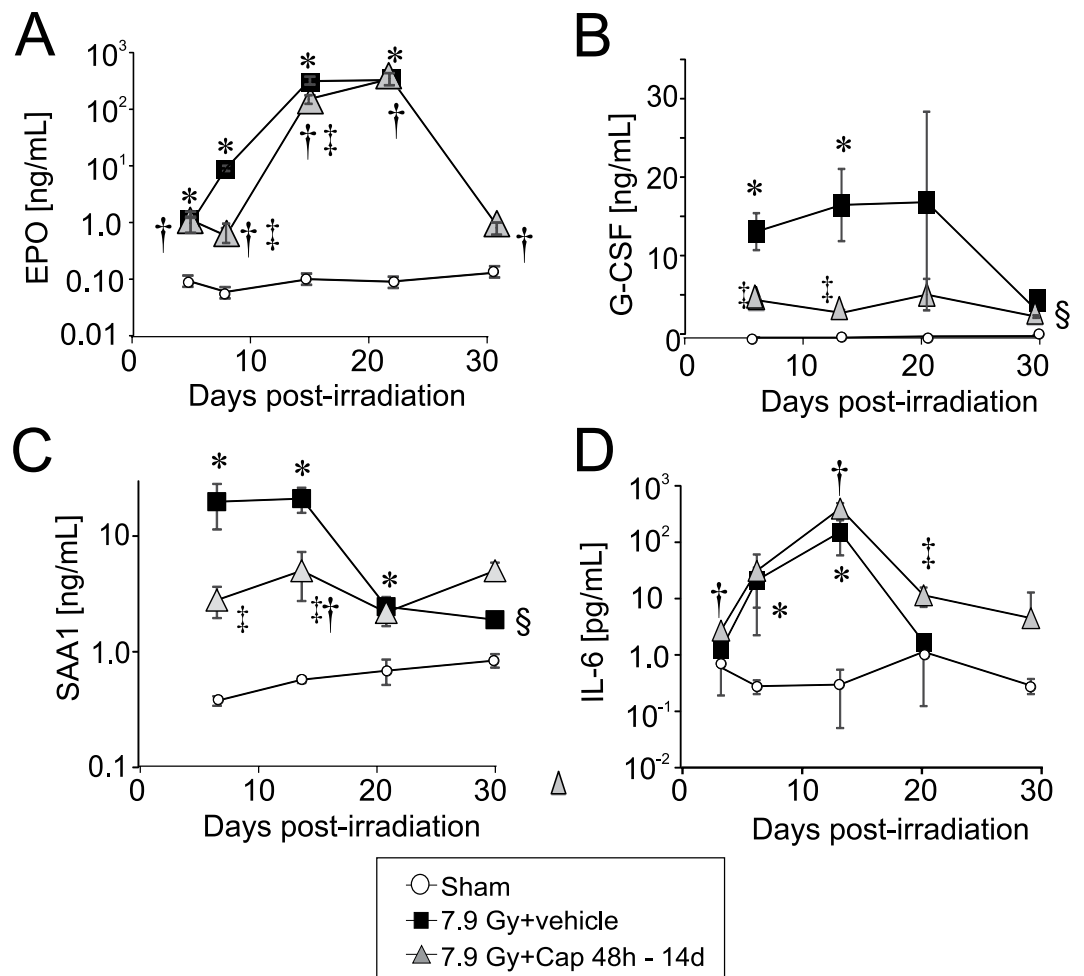 A
EPO [ng/mL]
10³
10²
10¹
1.0
0.10
0.01
* * * *
† † ‡ † ‡ † †
0 10 20 30
Days post-irradiation
B
G-CSF [ng/mL]
30
20
10
0
* *
‡ ‡ §
0 10 20 30
Days post-irradiation
C
SAA1 [ng/mL]
10
1.0
0.1
* * *
‡ ‡† §
0 10 20 30
Days post-irradiation
D
IL-6 [pg/mL]
10³
10²
10
1.0
10⁻¹
10⁻²
† † ‡
* *
0 10 20 30
Days post-irradiation
Sham
7.9 Gy+vehicle
7.9 Gy+Cap 48h - 14d